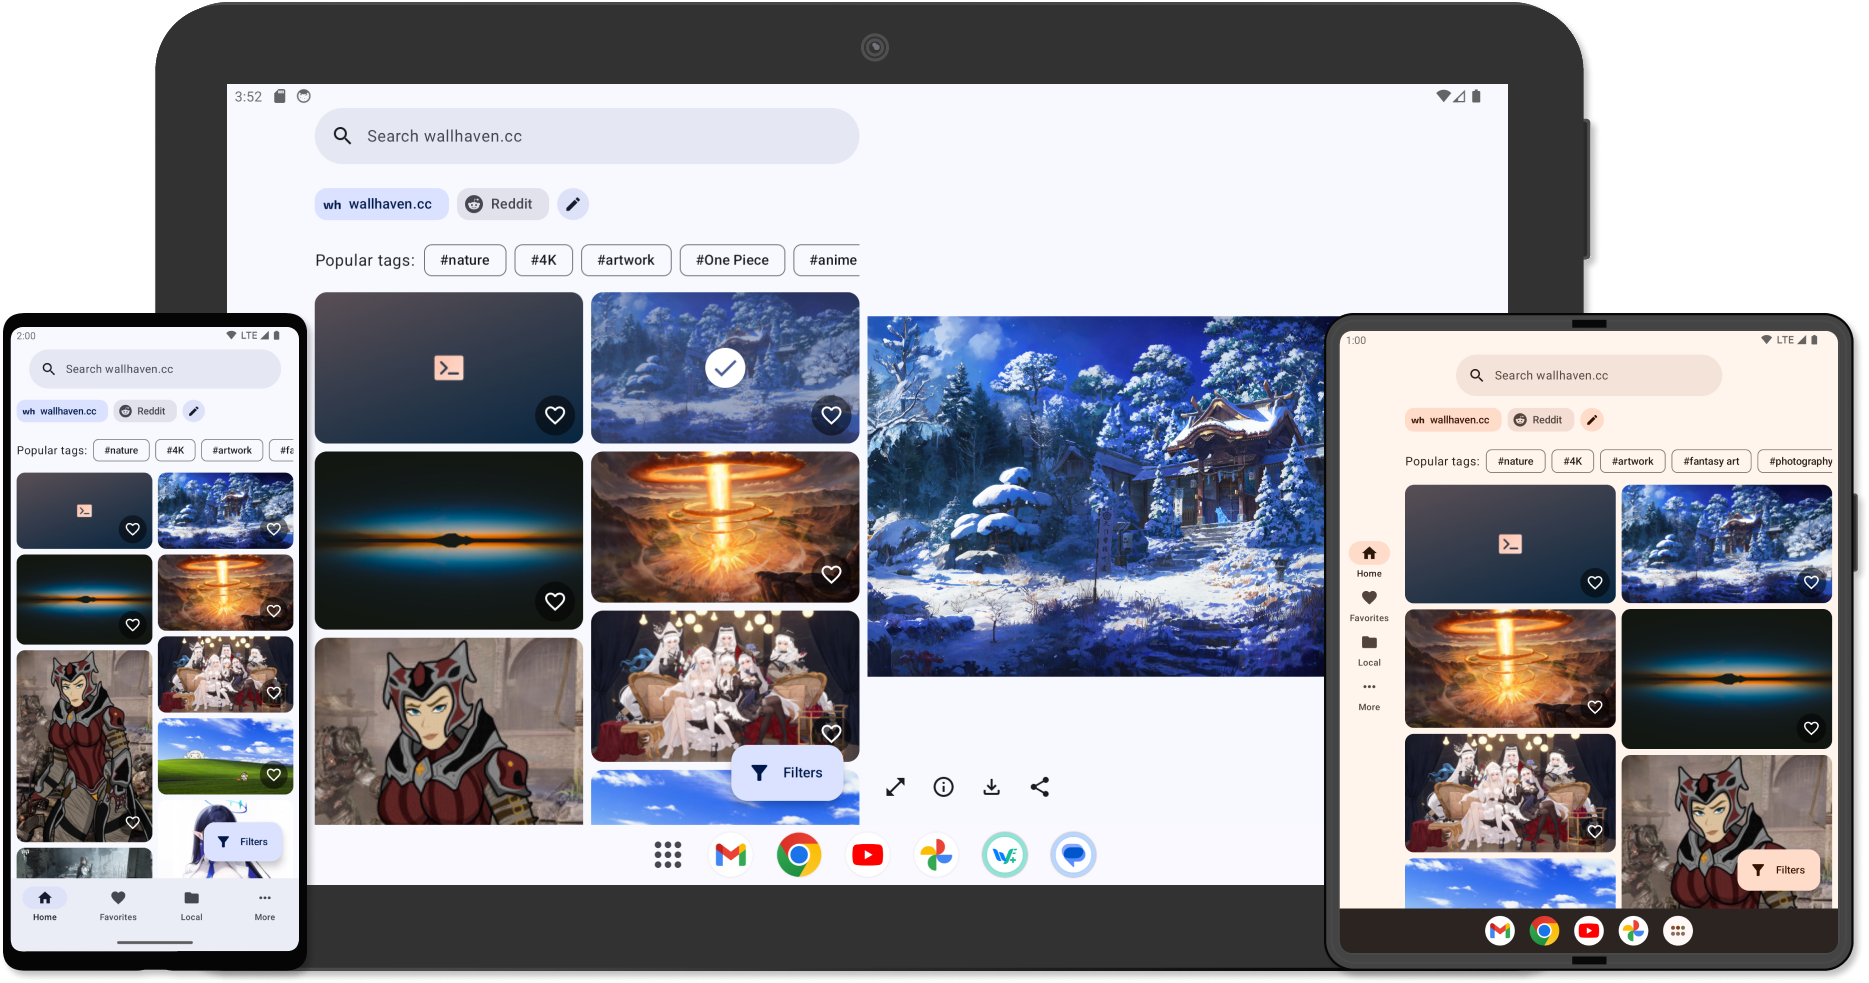 3:52
Search wallhaven.cc
wh wallhaven.cc Reddit
Popular tags: #nature #4K #artwork #One Piece #anime
>_
Filters
W+
2:00 LTE
Search wallhaven.cc
wh wallhaven.cc Reddit
Popular tags: #nature #4K #artwork #fa
>_
Filters
Home Favorites Local More
1:00 LTE
Search wallhaven.cc
wh wallhaven.cc Reddit
Popular tags: #nature #4K #artwork #fantasy art #photography
>_
Home
Favorites
Local
More
Filters